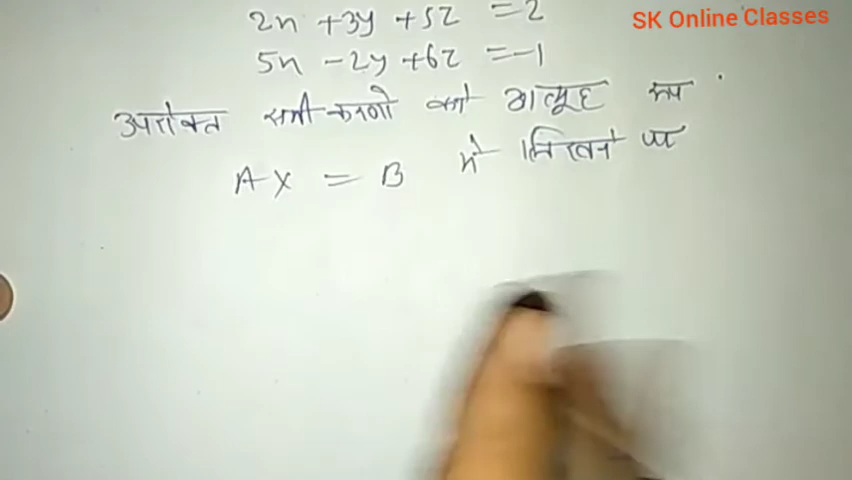 2x + 3y + 5z = 2
SK Online Classes
5x - 2y + 6z = -1
उपरोक्त समीकरणो को आव्यूह रूप
AX = B में लिखने पर